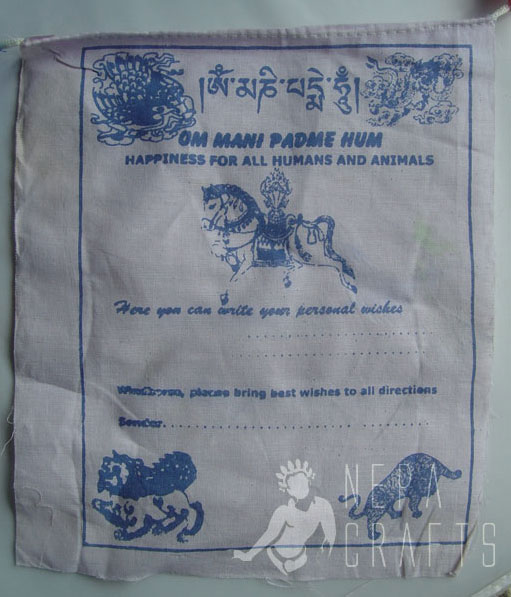 །ༀ་མ་ཎི་པདྨེ་ཧཱུྃ།
OM MANI PADME HUM
HAPPINESS FOR ALL HUMANS AND ANIMALS
Here you can write your personal wishes
please bring best wishes to all directions
Sender
NEPA
CRAFTS